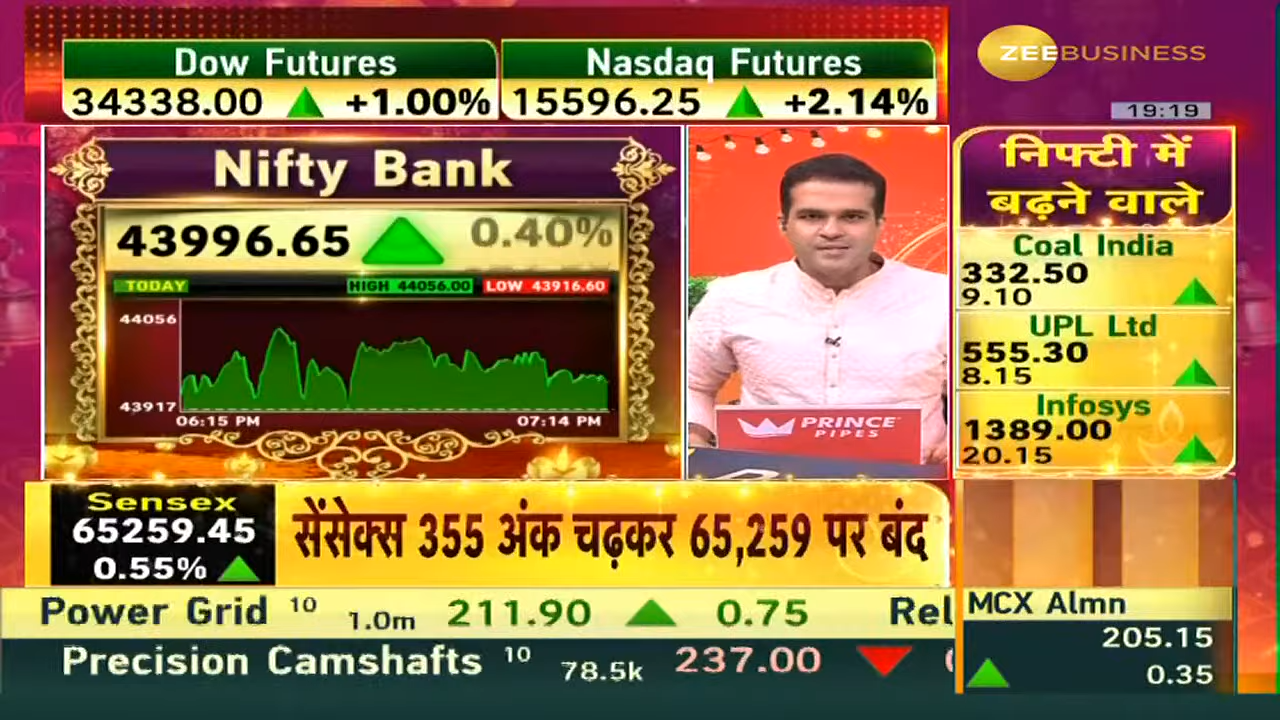 Dow Futures
34338.00 +1.00%
Nasdaq Futures
15596.25 +2.14%
ZEEBUSINESS
19:19
Nifty Bank
43996.65 0.40%
TODAY HIGH 44056.00 LOW 43916.60
44056
43917
06:15 PM 07:14 PM
PRINCE
PIPES
निफ्टी में
बढ़ने वाले
Coal India
332.50
9.10
UPL Ltd
555.30
8.15
Infosys
1389.00
20.15
Sensex
65259.45
0.55%
सेंसेक्स 355 अंक चढ़कर 65,259 पर बंद
Power Grid 10 1.0m 211.90 0.75 Rel
Precision Camshafts 10 78.5k 237.00
MCX Almn
205.15
0.35